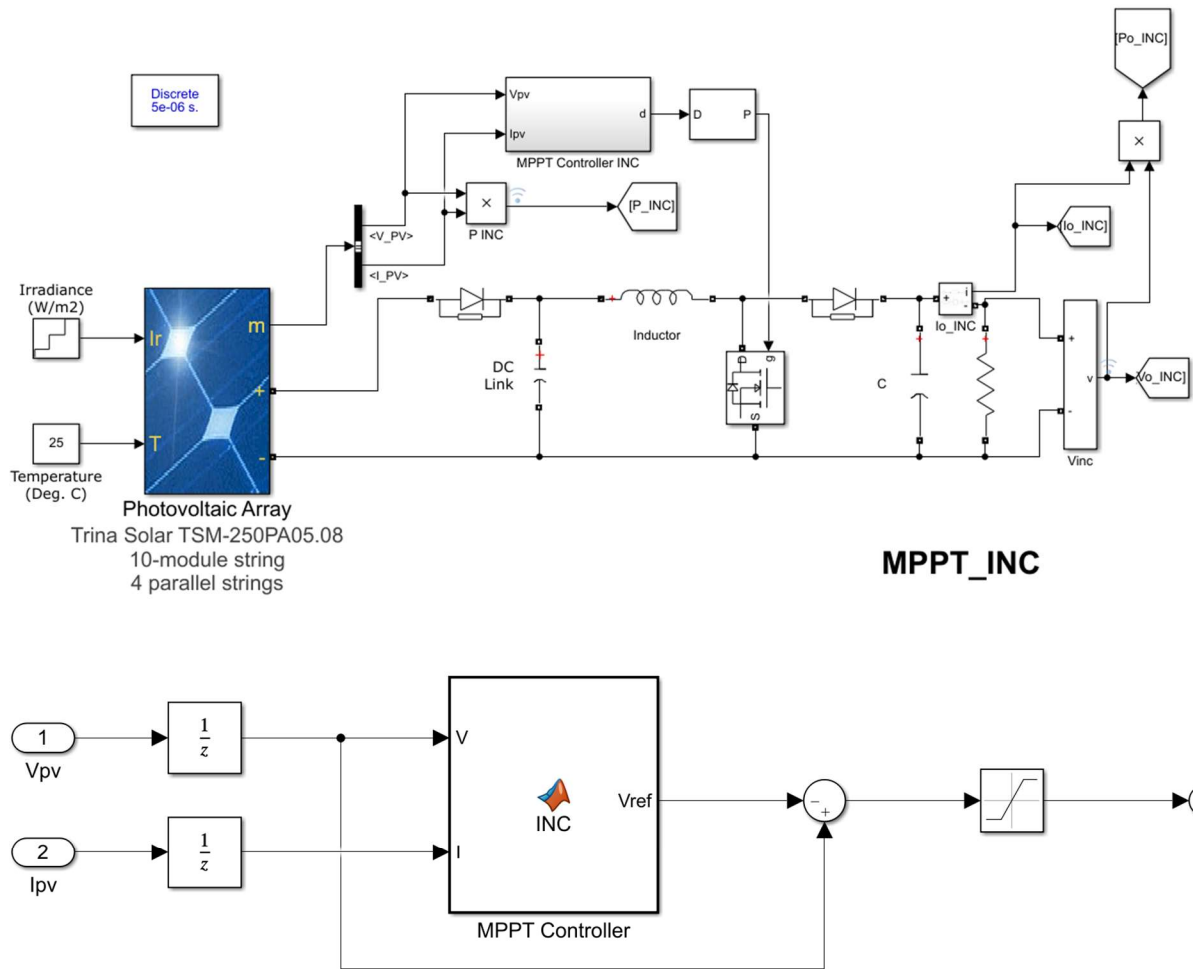 [Po_INC]
Discrete
5e-06 s.
Vpv
Ipv
d
MPPT Controller INC
D
P
×
<V_PV>
<I_PV>
×
P INC
[P_INC]
[Io_INC]
Irradiance
(W/m2)
Ir
m
+
-
T
25
Temperature
(Deg. C)
Photovoltaic Array
Trina Solar TSM-250PA05.08
10-module string
4 parallel strings
DC
Link
+
+
Inductor
D
g
S
+
i
-
Io_INC
+
C
+
+
v
-
Vinc
[Vo_INC]
MPPT_INC
1
Vpv
1
z
V
INC
Vref
I
MPPT Controller
2
Ipv
1
z
-
+